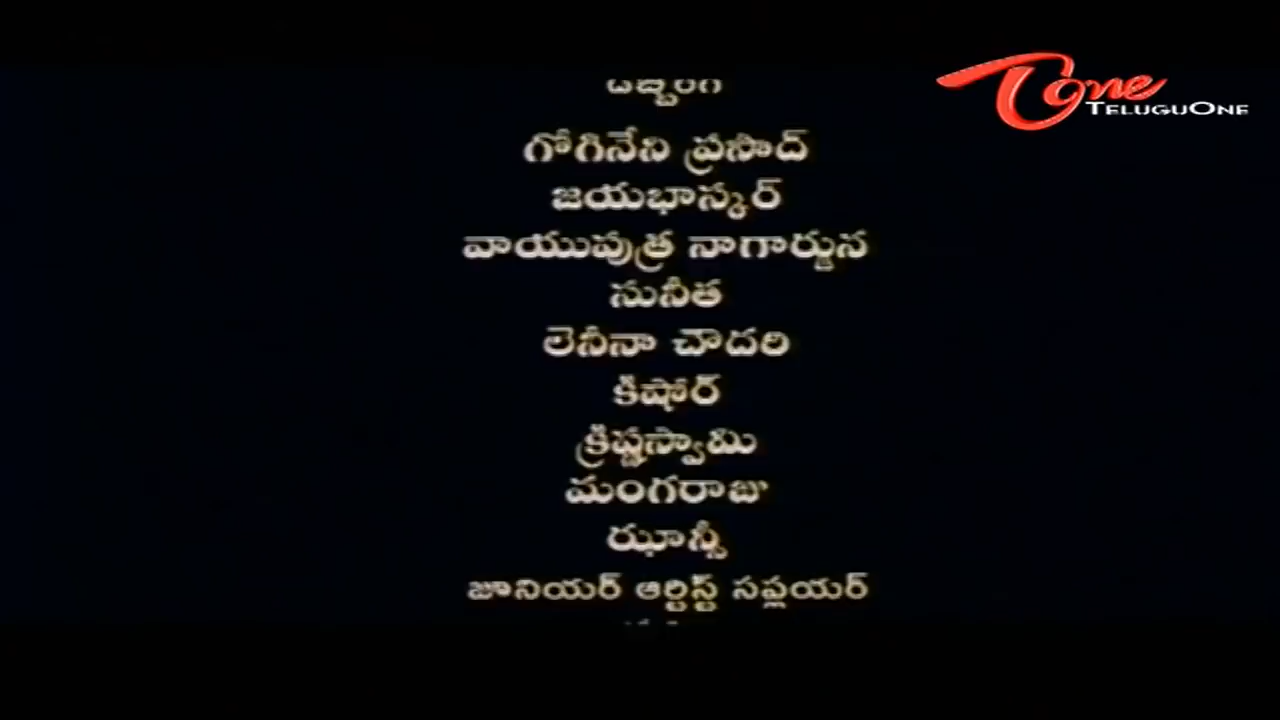 TELUGUONE
గోగినేని ప్రసాద్
జయభాస్కర్
వాయుపుత్ర నాగార్జున
సునీత
లెనీనా చౌదరి
కిషోర్
క్రిష్ణస్వామి
మంగరాజు
ఝాన్సీ
జూనియర్ ఆర్టిస్ట్ సప్లయర్